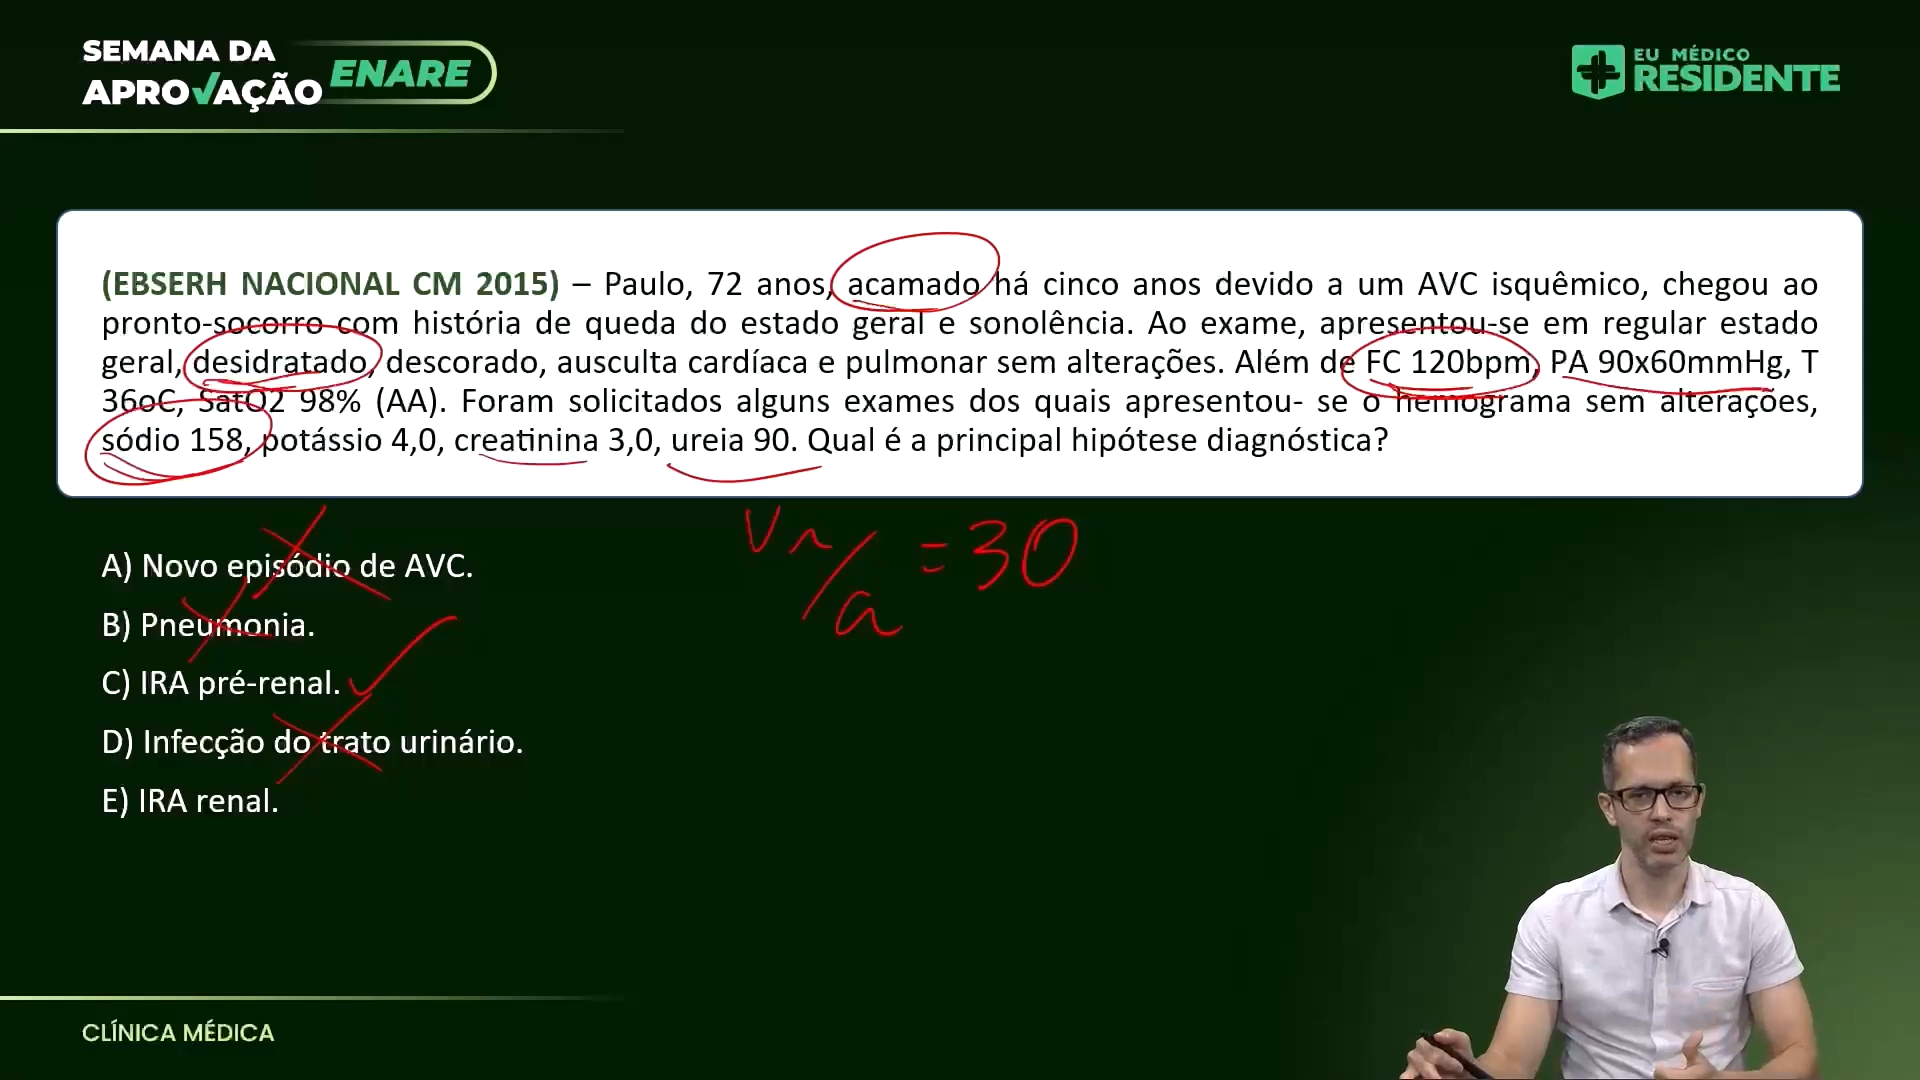 SEMANA DA
APROVAÇÃO ENARE
EU MÉDICO
RESIDENTE
(EBSERH NACIONAL CM 2015) – Paulo, 72 anos, acamado há cinco anos devido a um AVC isquêmico, chegou ao
pronto-socorro com história de queda do estado geral e sonolência. Ao exame, apresentou-se em regular estado
geral, desidratado, descorado, ausculta cardíaca e pulmonar sem alterações. Além de FC 120bpm, PA 90x60mmHg, T
36oC, SatO2 98% (AA). Foram solicitados alguns exames dos quais apresentou- se o hemograma sem alterações,
sódio 158, potássio 4,0, creatinina 3,0, ureia 90. Qual é a principal hipótese diagnóstica?
= 30
A) Novo episódio de AVC.
B) Pneumonia.
C) IRA pré-renal.
D) Infecção do trato urinário.
E) IRA renal.
CLÍNICA MÉDICA